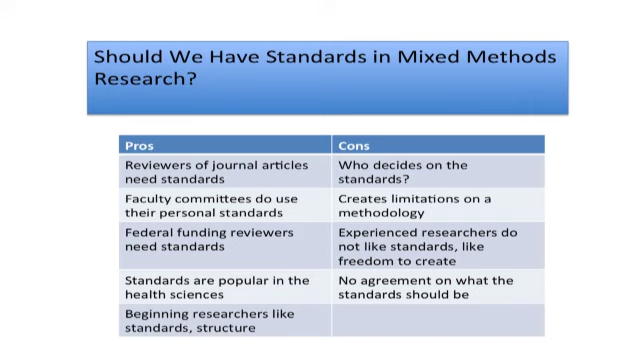 Should We Have Standards in Mixed Methods
Research?
Pros
Cons
Reviewers of journal articles
need standards
Who decides on the
standards?
Faculty committees do use
their personal standards
Creates limitations on a
methodology
Federal funding reviewers
need standards
Experienced researchers do
not like standards, like
freedom to create
Standards are popular in the
health sciences
No agreement on what the
standards should be
Beginning researchers like
standards, structure